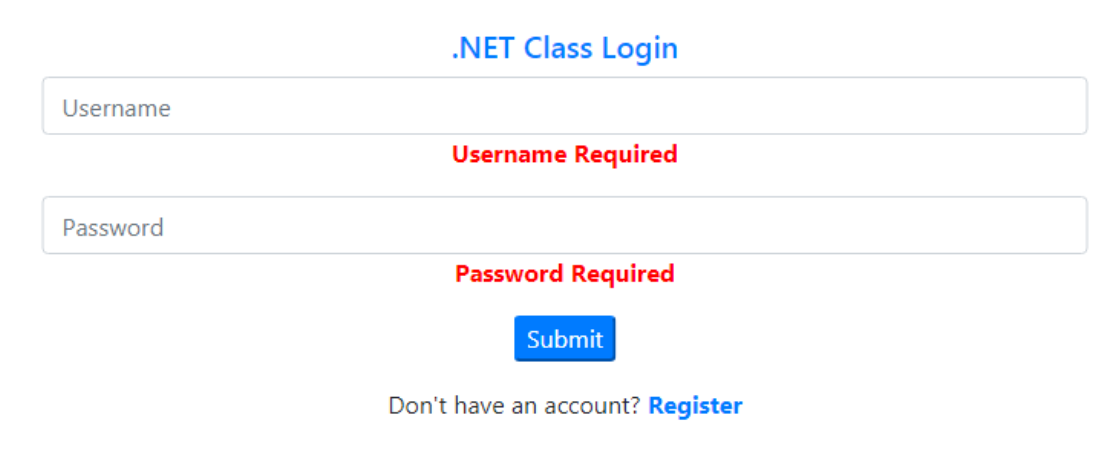 .NET Class Login
Username
Username Required
Password
Password Required
Submit
Don't have an account? Register